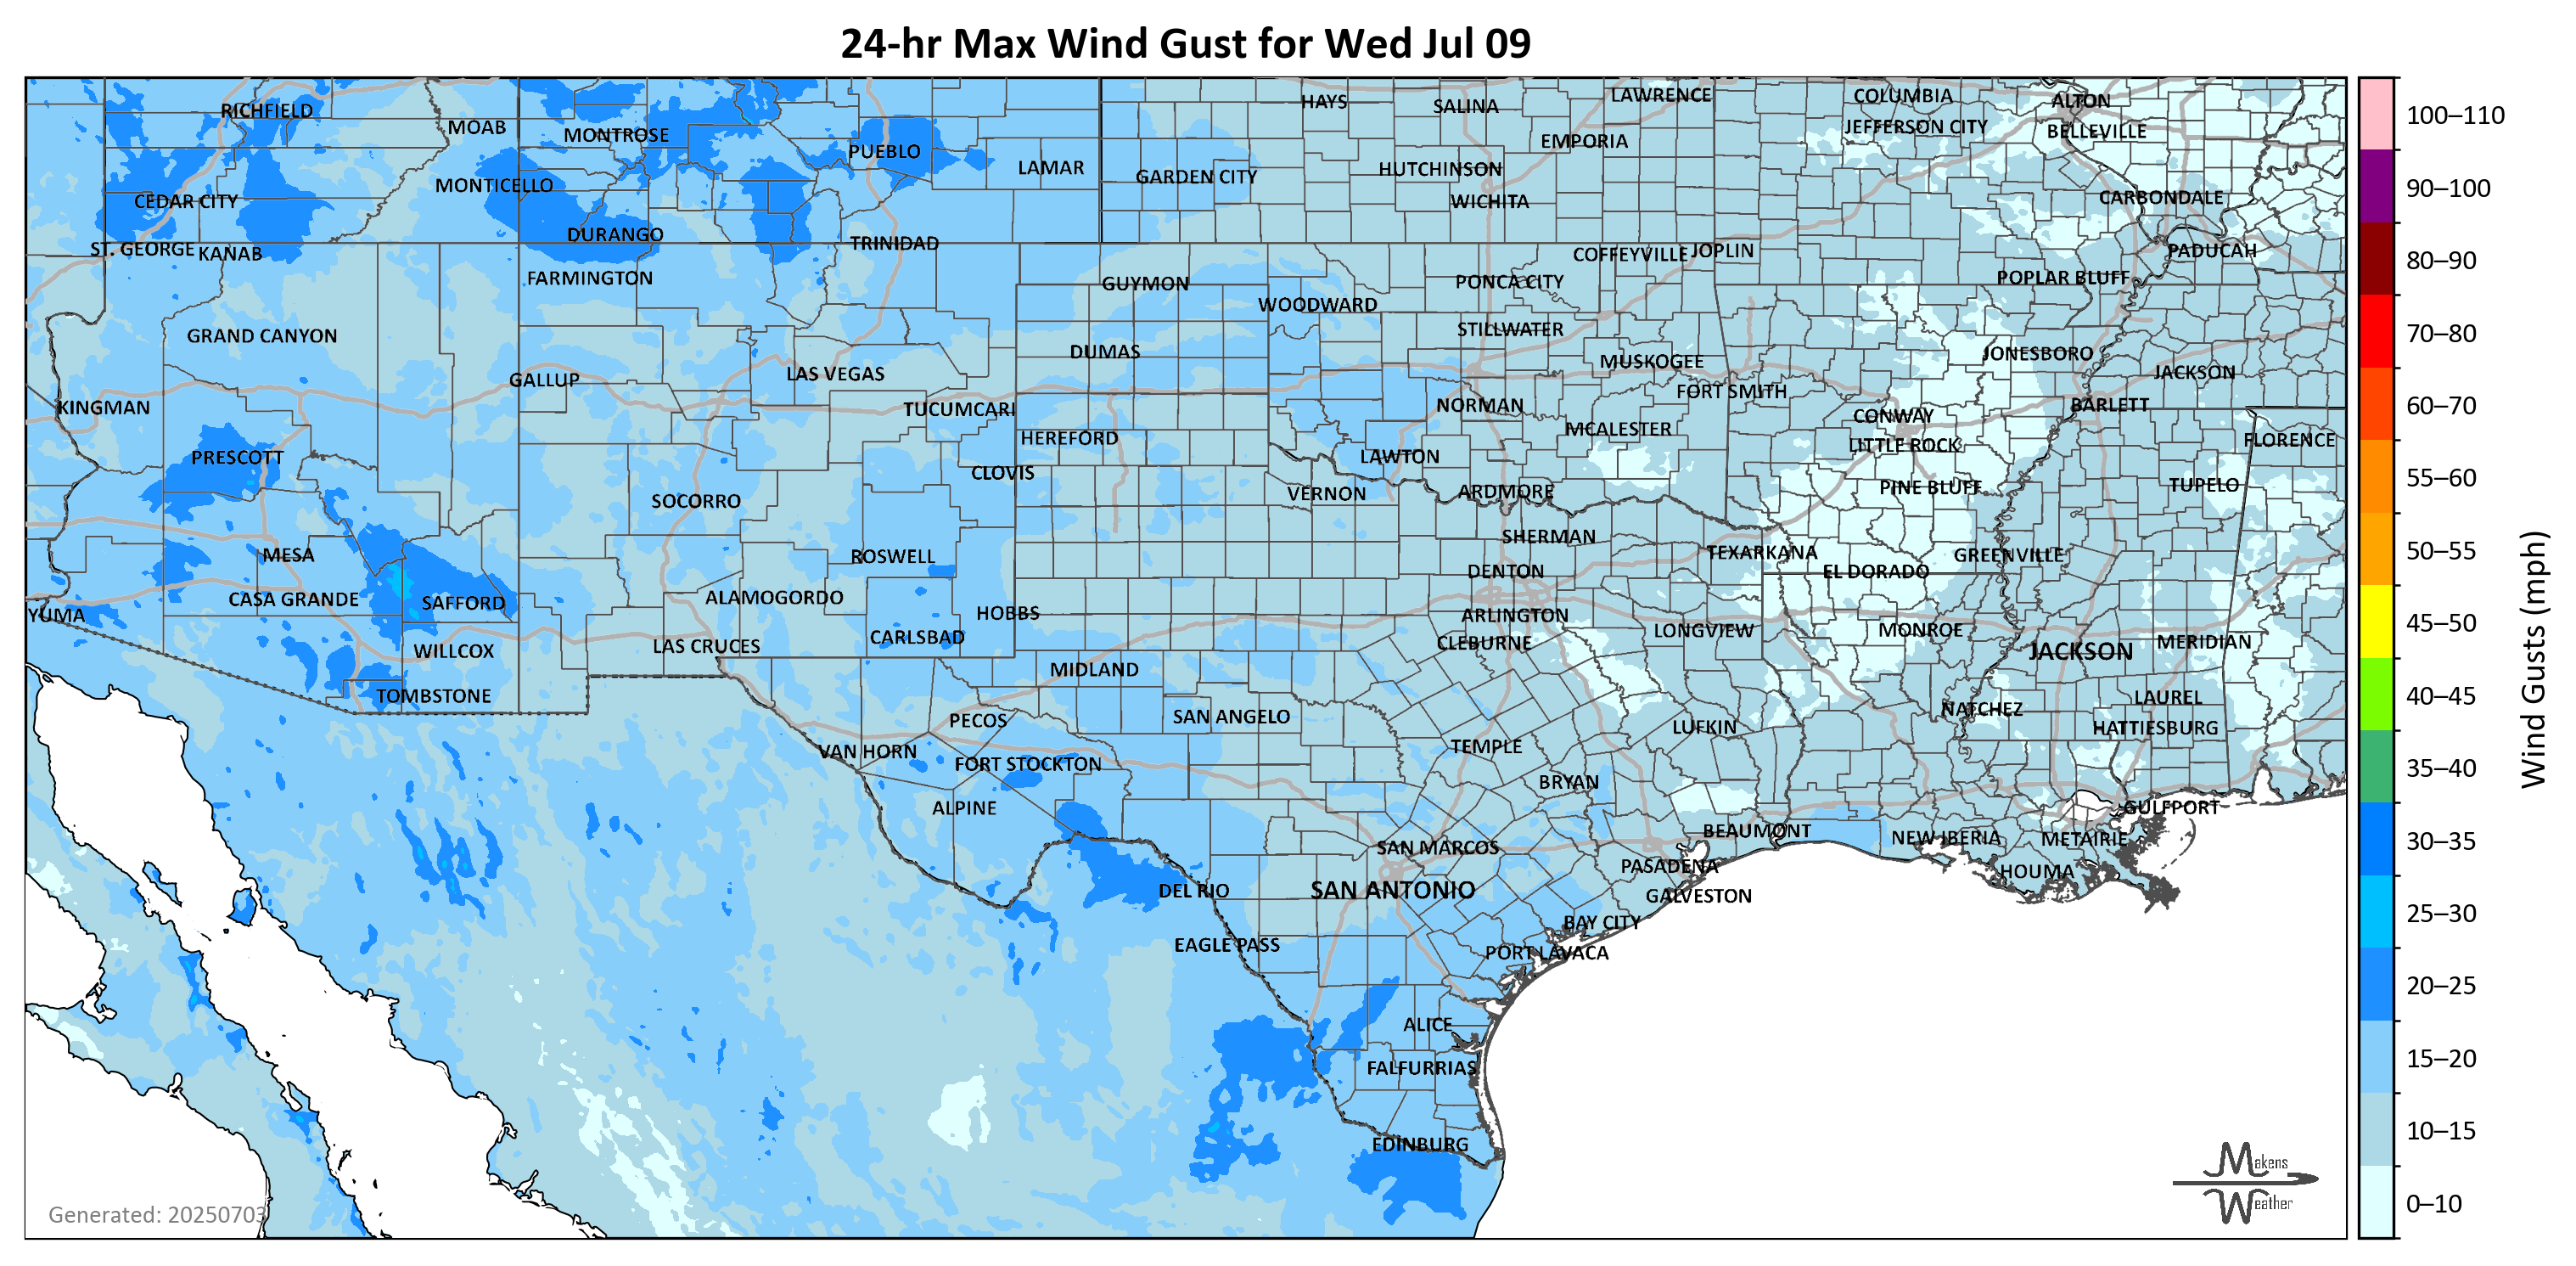 24-hr Max Wind Gust for Wed Jul 09
RICHFIELD
MOAB
MONTROSE
PUEBLO
LAMAR
HAYS
SALINA
LAWRENCE
COLUMBIA
ALTON
JEFFERSON CITY
BELLEVILLE
EMPORIA
GARDEN CITY
HUTCHINSON
MONTICELLO
CEDAR CITY
WICHITA
CARBONDALE
DURANGO
TRINIDAD
ST. GEORGE
KANAB
COFFEYVILLE
JOPLIN
PADUCAH
FARMINGTON
GUYMON
PONCA CITY
POPLAR BLUFF
WOODWARD
GRAND CANYON
STILLWATER
DUMAS
MUSKOGEE
JONESBORO
GALLUP
LAS VEGAS
JACKSON
FORT SMITH
KINGMAN
TUCUMCARI
NORMAN
CONWAY
BARLETT
HEREFORD
MCALESTER
LITTLE ROCK
FLORENCE
PRESCOTT
CLOVIS
LAWTON
SOCORRO
VERNON
ARDMORE
PINE BLUFF
TUPELO
MESA
ROSWELL
SHERMAN
TEXARKANA
GREENVILLE
DENTON
EL DORADO
CASA GRANDE
SAFFORD
ALAMOGORDO
HOBBS
ARLINGTON
YUMA
WILLCOX
LAS CRUCES
CARLSBAD
CLEBURNE
LONGVIEW
MONROE
JACKSON
MERIDIAN
MIDLAND
TOMBSTONE
PECOS
SAN ANGELO
LUFKIN
NATCHEZ
LAUREL
HATTIESBURG
VAN HORN
FORT STOCKTON
TEMPLE
BRYAN
ALPINE
GULFPORT
BEAUMONT
NEW IBERIA
METAIRIE
SAN MARCOS
PASADENA
HOUMA
DEL RIO
SAN ANTONIO
GALVESTON
BAY CITY
EAGLE PASS
PORT LAVACA
ALICE
FALFURRIAS
EDINBURG
Generated: 20250703
Makens
Weather
100–110
90–100
80–90
70–80
60–70
55–60
50–55
45–50
40–45
35–40
30–35
25–30
20–25
15–20
10–15
0–10
Wind Gusts (mph)